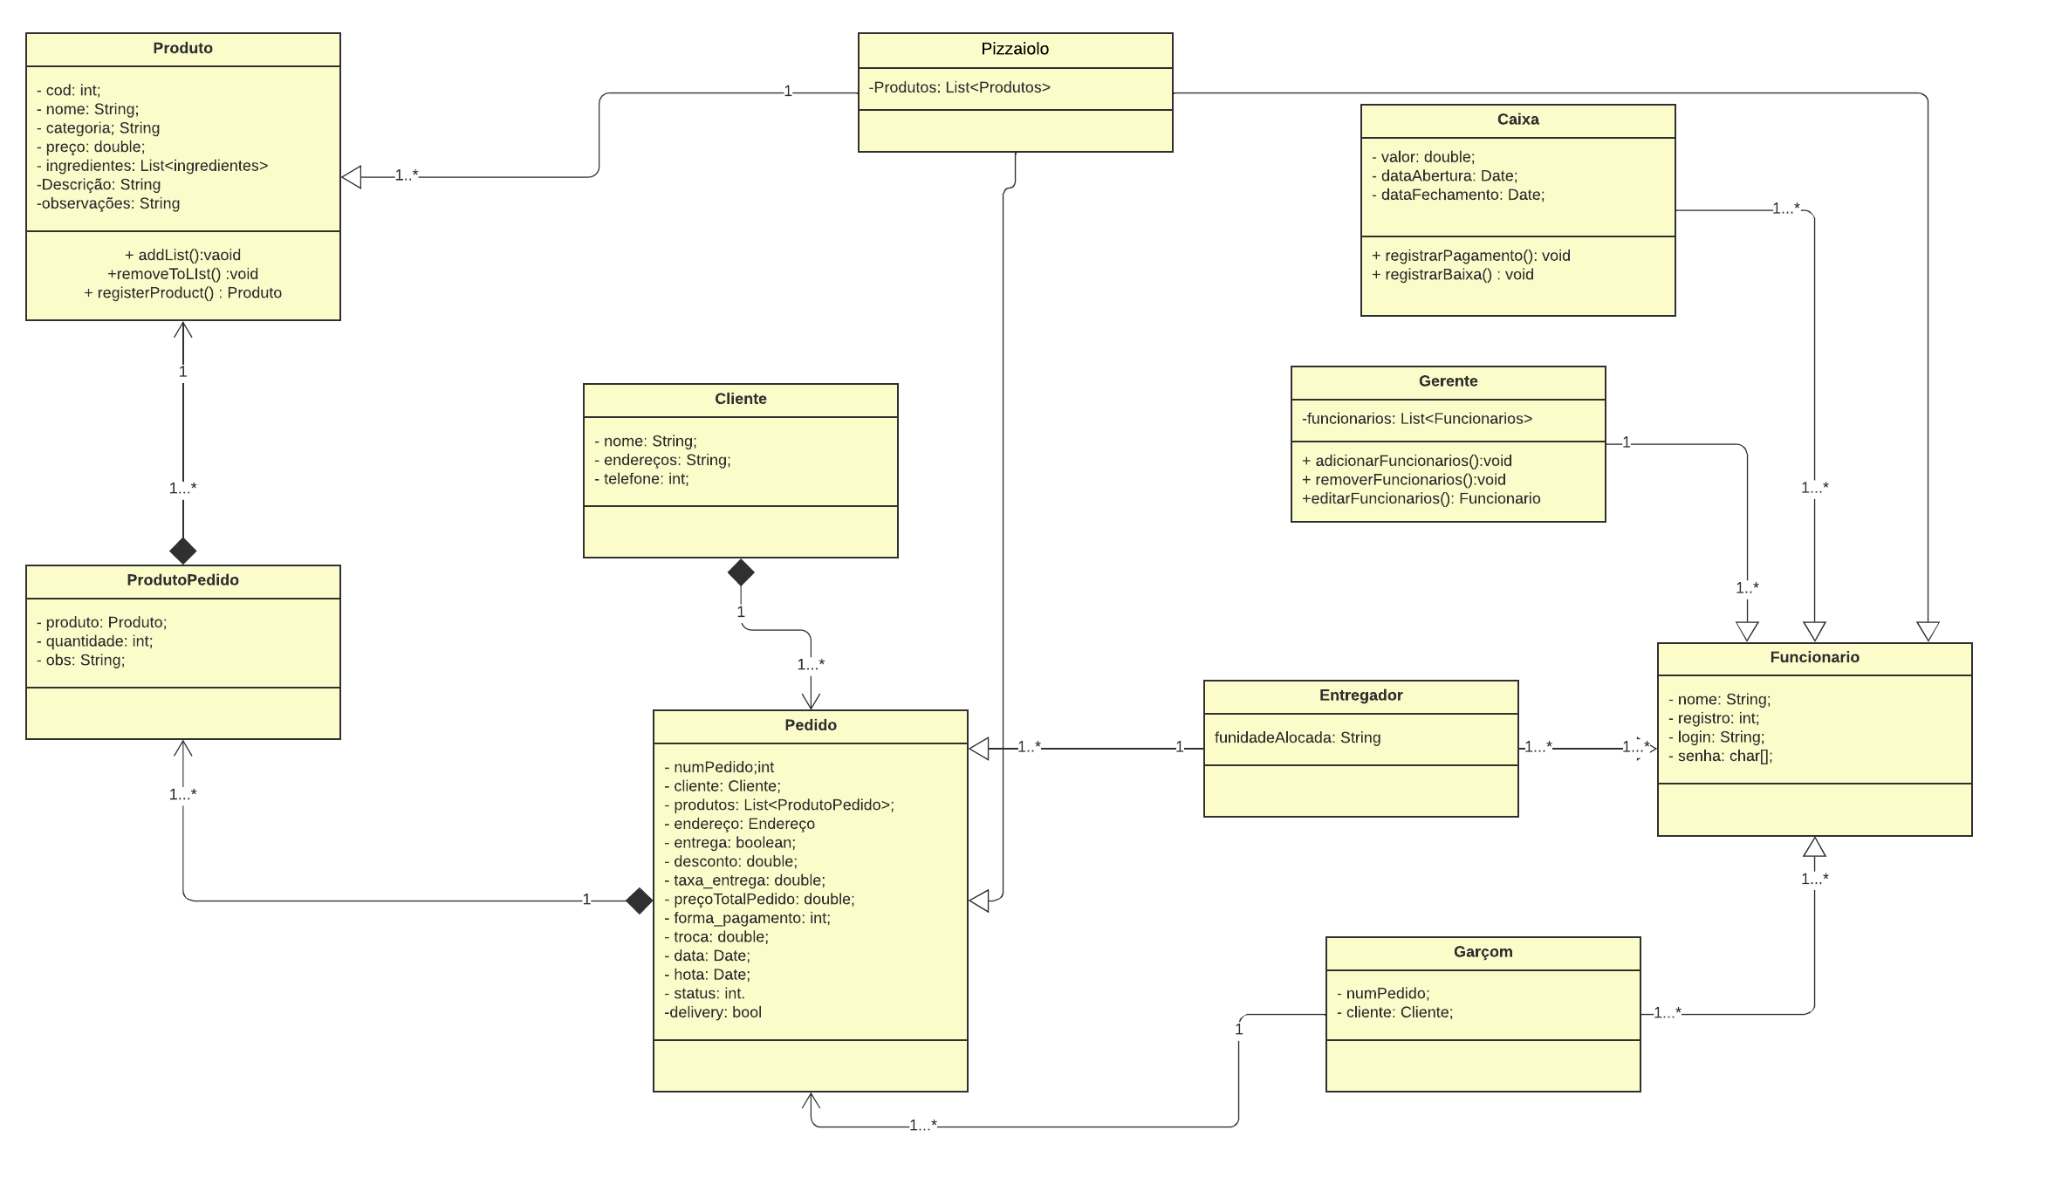 Produto
- cod: int;
- nome: String;
- categoria; String
- preço: double;
- ingredientes: List<ingredientes>
-Descrição: String
-observações: String
+ addList():vaoid
+removeToLIst() :void
+ registerProduct() : Produto
Pizzaiolo
-Produtos: List<Produtos>
1
1..*
Caixa
- valor: double;
- dataAbertura: Date;
- dataFechamento: Date;
+ registrarPagamento(): void
+ registrarBaixa() : void
1...*
1...*
Gerente
-funcionarios: List<Funcionarios>
+ adicionarFuncionarios():void
+ removerFuncionarios():void
+editarFuncionarios(): Funcionario
1
1..*
Cliente
- nome: String;
- endereços: String;
- telefone: int;
1
1...*
1
1...*
ProdutoPedido
- produto: Produto;
- quantidade: int;
- obs: String;
1...*
1
Pedido
- numPedido;int
- cliente: Cliente;
- produtos: List<ProdutoPedido>;
- endereço: Endereço
- entrega: boolean;
- desconto: double;
- taxa_entrega: double;
- preçoTotalPedido: double;
- forma_pagamento: int;
- troca: double;
- data: Date;
- hota: Date;
- status: int.
-delivery: bool
1..*
1
Entregador
funidadeAlocada: String
1...*
1...*
Funcionario
- nome: String;
- registro: int;
- login: String;
- senha: char[];
1...*
Garçom
- numPedido;
- cliente: Cliente;
1...*
1
1...*